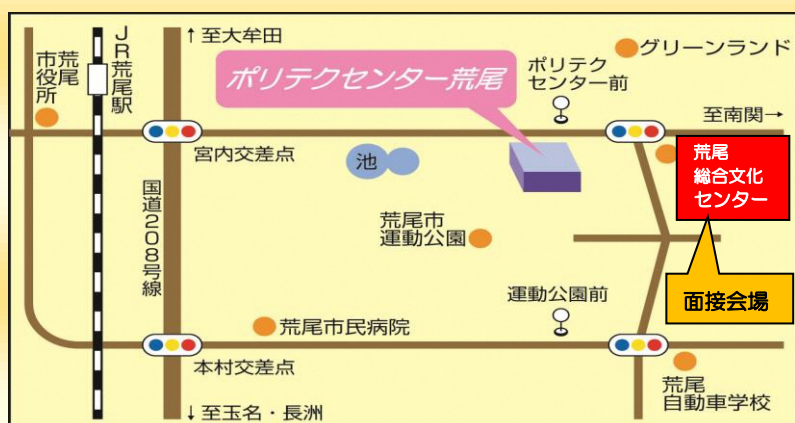 ↑至大牟田
グリーンランド
荒尾
市役所
JR荒尾駅
ポリテクセンター荒尾
ポリテク
センター前
至南関→
宮内交差点
池
荒尾
総合文化
センター
国道208号線
荒尾市
運動公園
面接会場
運動公園前
荒尾市民病院
本村交差点
荒尾
自動車学校
↓至玉名・長洲